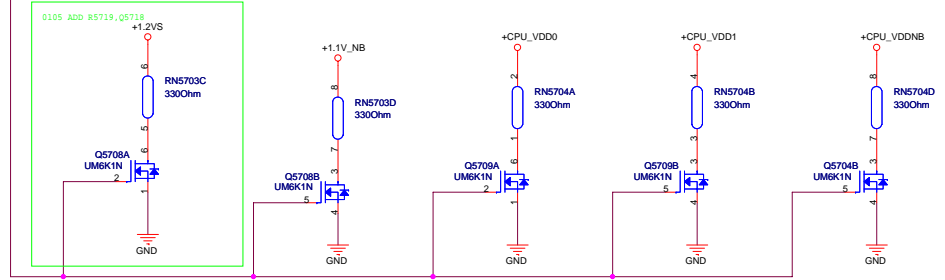 0105 ADD R5719,Q5718
+1.2VS
6
RN5703C
330Ohm
5
Q5708A
UM6K1N
6
2
1
GND
+1.1V_NB
8
RN5703D
330Ohm
7
Q5708B
UM6K1N
3
5
4
GND
+CPU_VDD0
2
RN5704A
330Ohm
1
Q5709A
UM6K1N
6
2
1
GND
+CPU_VDD1
4
RN5704B
330Ohm
3
Q5709B
UM6K1N
3
5
4
GND
+CPU_VDDNB
8
RN5704D
330Ohm
7
Q5704B
UM6K1N
3
5
4
GND